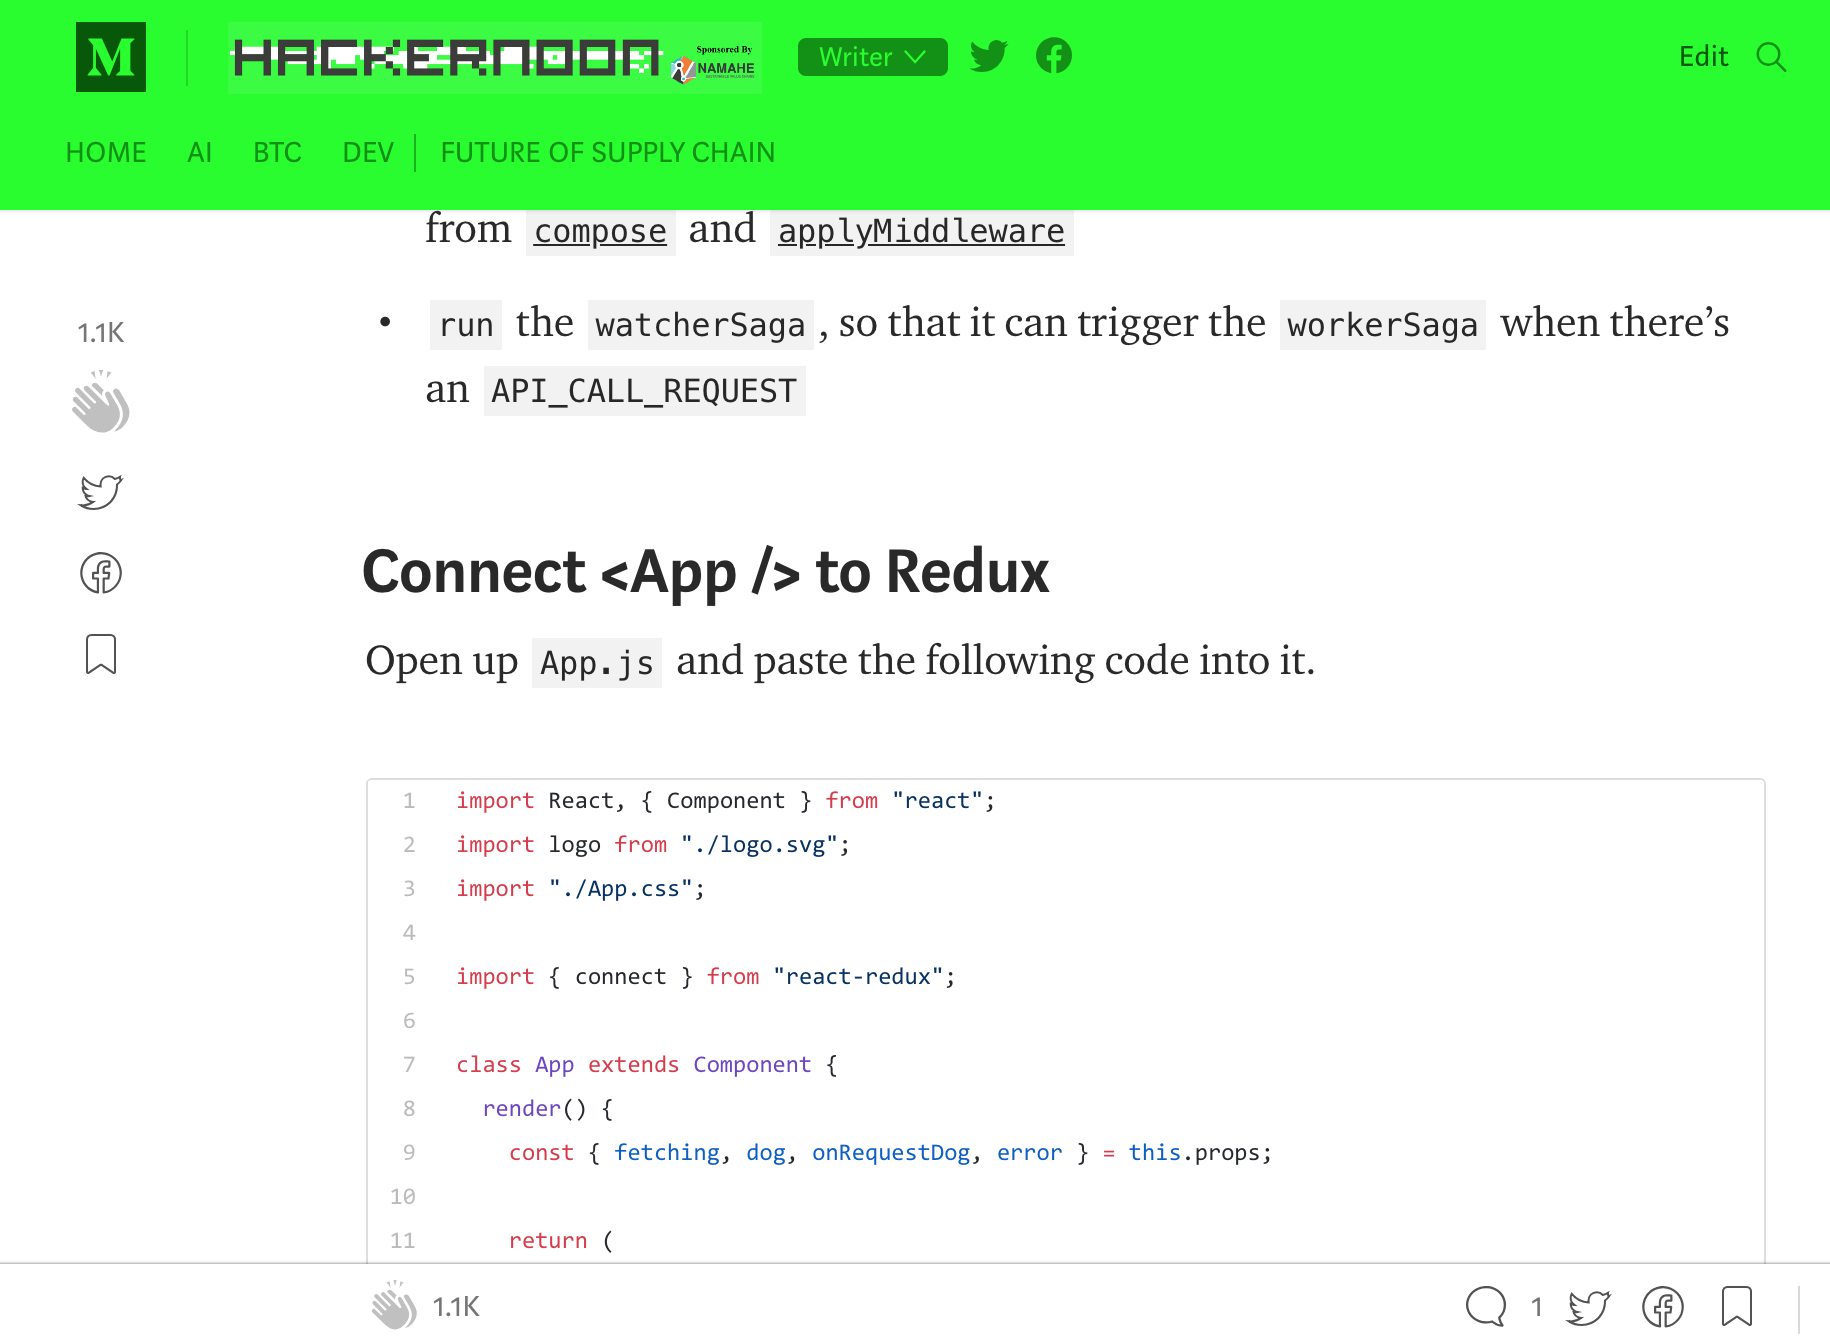 M HACKERNOON Sponsored By NAMAHE Writer Edit
HOME AI BTC DEV FUTURE OF SUPPLY CHAIN
from compose and applyMiddleware
• run the watcherSaga, so that it can trigger the workerSaga when there’s
an API_CALL_REQUEST
1.1K
Connect <App /> to Redux
Open up App.js and paste the following code into it.
1 import React, { Component } from "react";
2 import logo from "./logo.svg";
3 import "./App.css";
4
5 import { connect } from "react-redux";
6
7 class App extends Component {
8 render() {
9 const { fetching, dog, onRequestDog, error } = this.props;
10
11 return (
1.1K 1